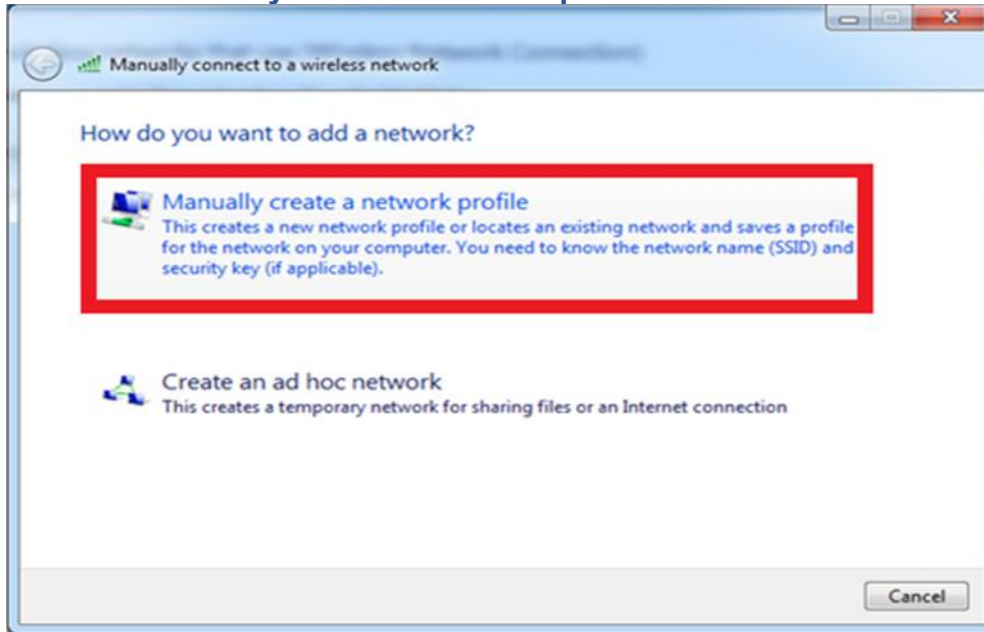 Manually connect to a wireless network
How do you want to add a network?
Manually create a network profile
This creates a new network profile or locates an existing network and saves a profile
for the network on your computer. You need to know the network name (SSID) and
security key (if applicable).
Create an ad hoc network
This creates a temporary network for sharing files or an Internet connection
Cancel